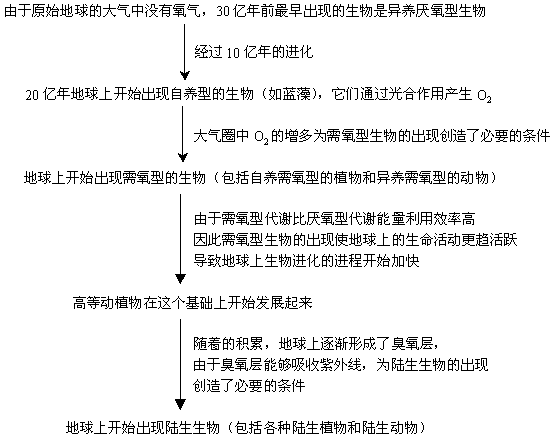 由于原始地球的大气中没有氧气，30亿年前最早出现的生物是异养厌氧型生物
经过10亿年的进化
20亿年地球上开始出现自养型的生物（如蓝藻），它们通过光合作用产生O₂
大气圈中O₂的增多为需氧型生物的出现创造了必要的条件
地球上开始出现需氧型的生物（包括自养需氧型的植物和异养需氧型的动物）
由于需氧型代谢比厌氧型代谢能量利用效率高
因此需氧型生物的出现使地球上的生命活动更趋活跃
导致地球上生物进化的进程开始加快
高等动植物在这个基础上开始发展起来
随着的积累，地球上逐渐形成了臭氧层，
由于臭氧层能够吸收紫外线，为陆生生物的出现
创造了必要的条件
地球上开始出现陆生生物（包括各种陆生植物和陆生动物）